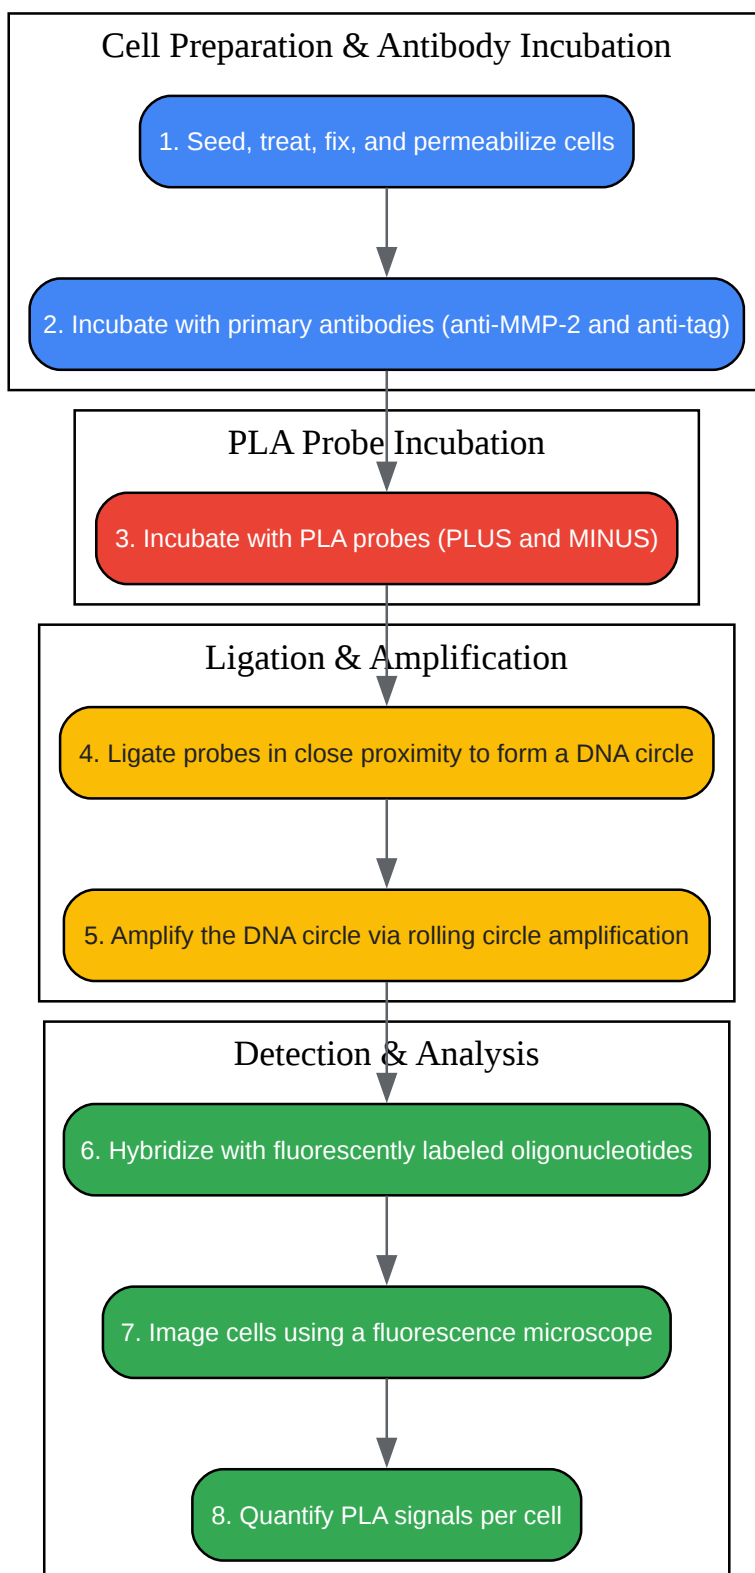 Cell Preparation & Antibody Incubation
1. Seed, treat, fix, and permeabilize cells
2. Incubate with primary antibodies (anti-MMP-2 and anti-tag)
PLA Probe Incubation
3. Incubate with PLA probes (PLUS and MINUS)
Ligation & Amplification
4. Ligate probes in close proximity to form a DNA circle
5. Amplify the DNA circle via rolling circle amplification
Detection & Analysis
6. Hybridize with fluorescently labeled oligonucleotides
7. Image cells using a fluorescence microscope
8. Quantify PLA signals per cell